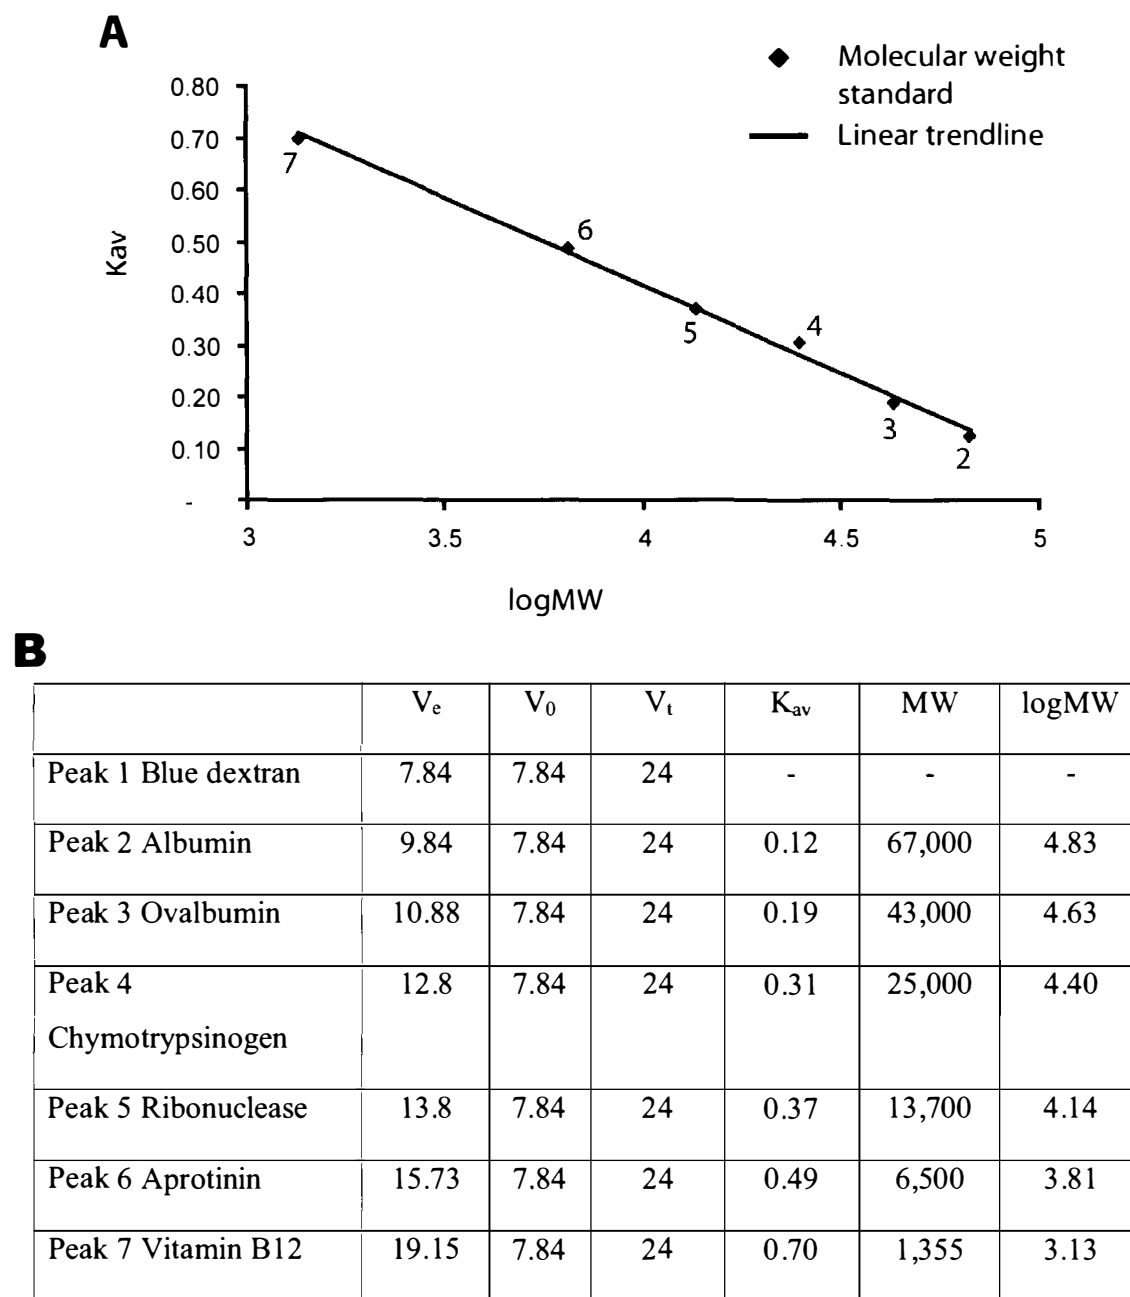 A
Molecular weight
standard
Linear trendline
0.80
0.70
0.60
0.50
0.40
0.30
0.20
0.10
-
Kav
7
6
5
4
3
2
3 3.5 4 4.5 5
logMW
B
Ve V0 Vt Kav MW logMW
Peak 1 Blue dextran 7.84 7.84 24 - - -
Peak 2 Albumin 9.84 7.84 24 0.12 67,000 4.83
Peak 3 Ovalbumin 10.88 7.84 24 0.19 43,000 4.63
Peak 4 12.8 7.84 24 0.31 25,000 4.40
Chymotrypsinogen
Peak 5 Ribonuclease 13.8 7.84 24 0.37 13,700 4.14
Peak 6 Aprotinin 15.73 7.84 24 0.49 6,500 3.81
Peak 7 Vitamin B12 19.15 7.84 24 0.70 1,355 3.13